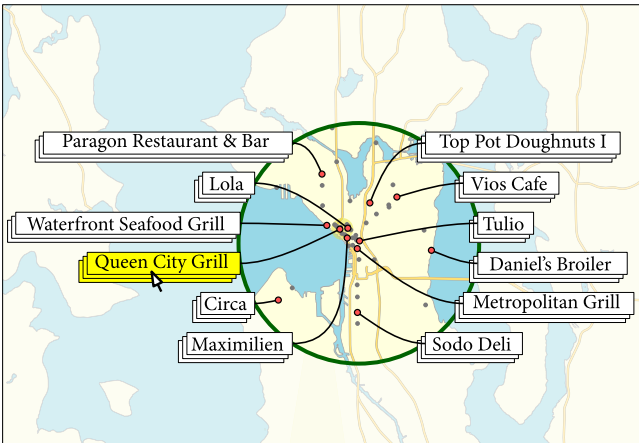 Paragon Restaurant & Bar
Top Pot Doughnuts I
Lola
Vios Cafe
Waterfront Seafood Grill
Tulio
Queen City Grill
Daniel's Broiler
Circa
Metropolitan Grill
Maximilien
Sodo Deli